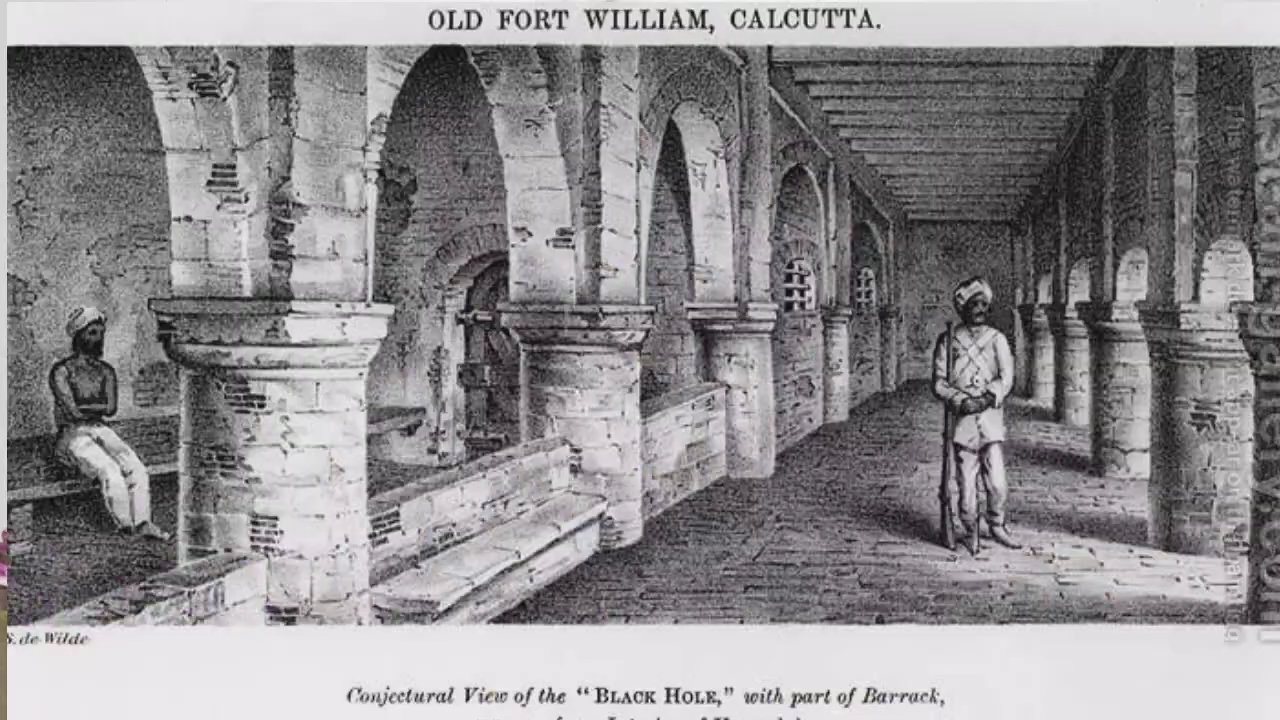 OLD FORT WILLIAM, CALCUTTA.
S. de Wilde
Conjectural View of the "BLACK HOLE," with part of Barrack,